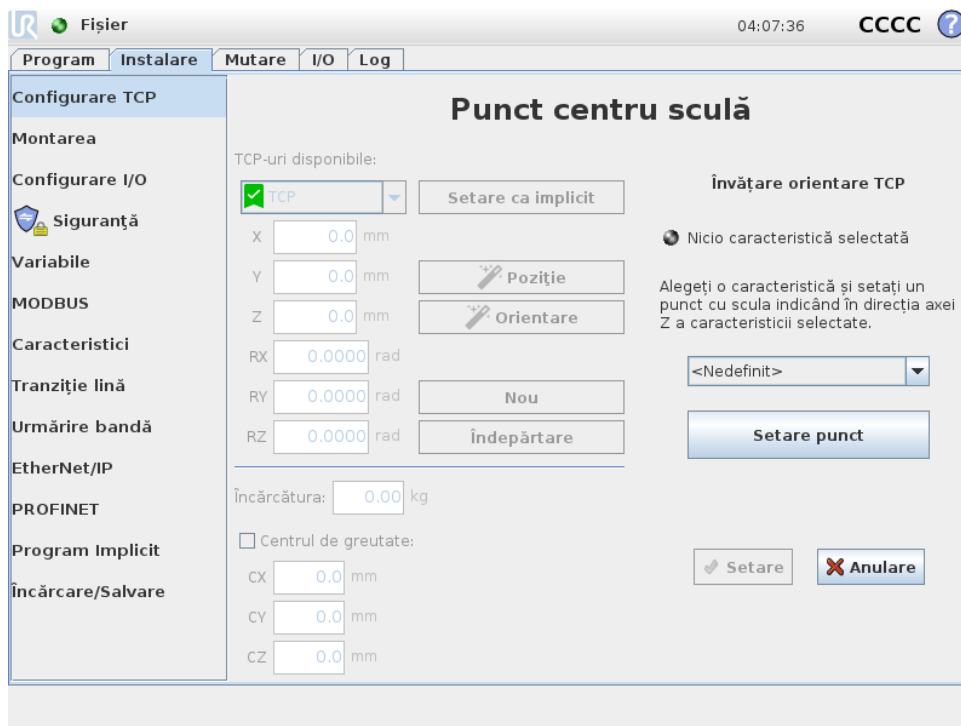 UR Fișier 04:07:36 CCCC ?
Program Instalare Mutare I/O Log
Configurare TCP
Montarea
Configurare I/O
Siguranţă
Variabile
MODBUS
Caracteristici
Tranziție lină
Urmărire bandă
EtherNet/IP
PROFINET
Program Implicit
Încărcare/Salvare
Punct centru sculă
TCP-uri disponibile:
TCP Setare ca implicit
X 0.0 mm
Y 0.0 mm Poziție
Z 0.0 mm Orientare
RX 0.0000 rad
RY 0.0000 rad Nou
RZ 0.0000 rad Îndepărtare
Încărcătura: 0.00 kg
Centrul de greutate:
CX 0.0 mm
CY 0.0 mm
CZ 0.0 mm
Învățare orientare TCP
Nicio caracteristică selectată
Alegeți o caracteristică și setați un
punct cu scula indicând în direcția axei
Z a caracteristicii selectate.
<Nedefinit>
Setare punct
Setare Anulare